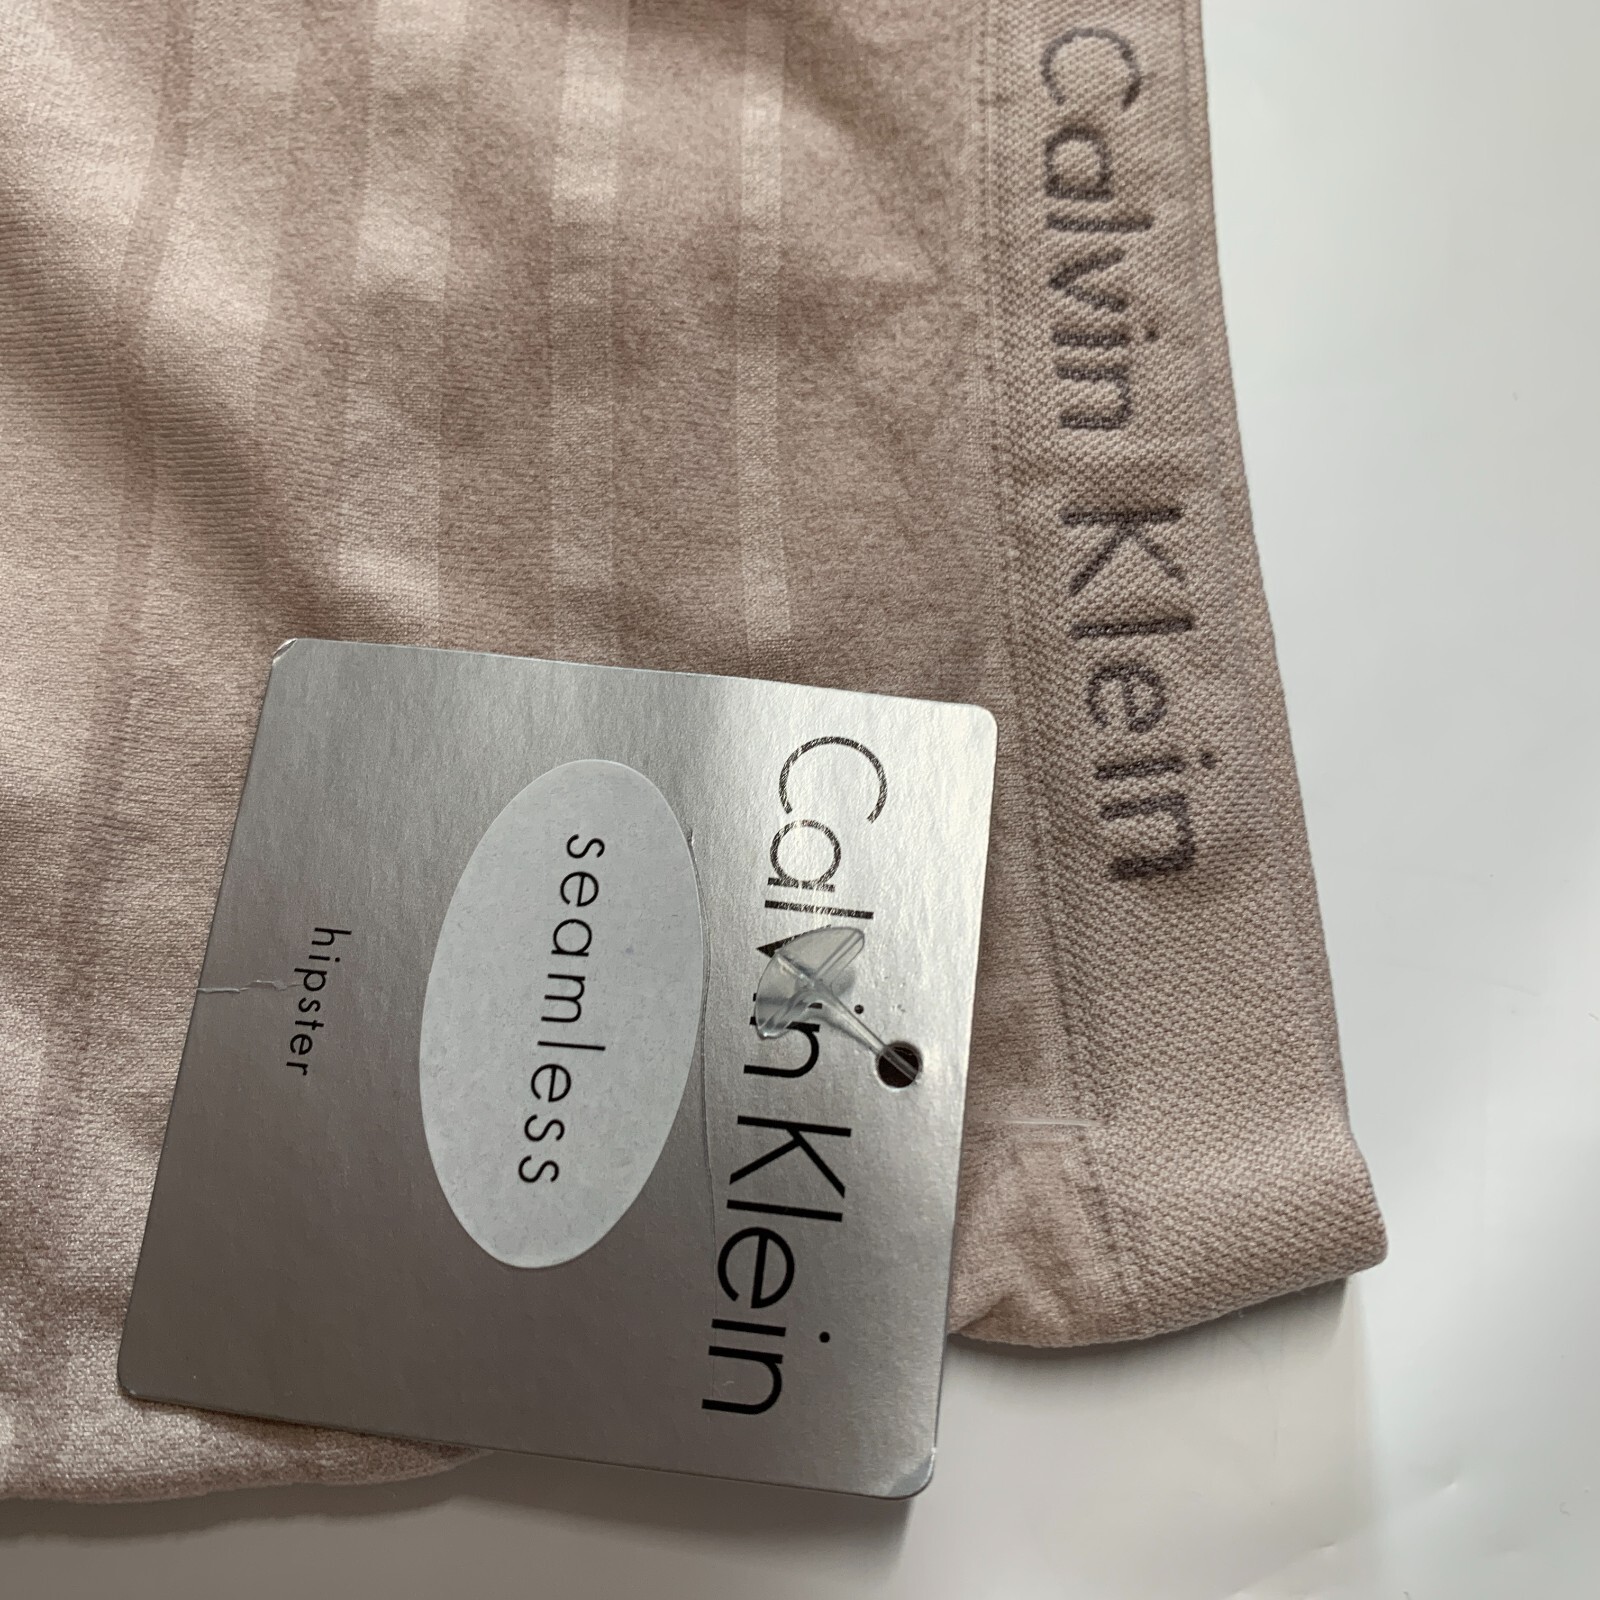 Calvin Klein
Calvin Klein
seamless
hipster